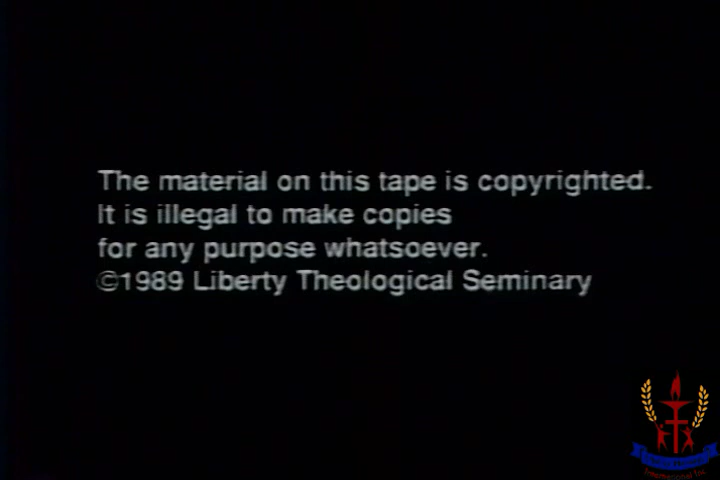 The material on this tape is copyrighted.
It is illegal to make copies
for any purpose whatsoever.
©1989 Liberty Theological Seminary